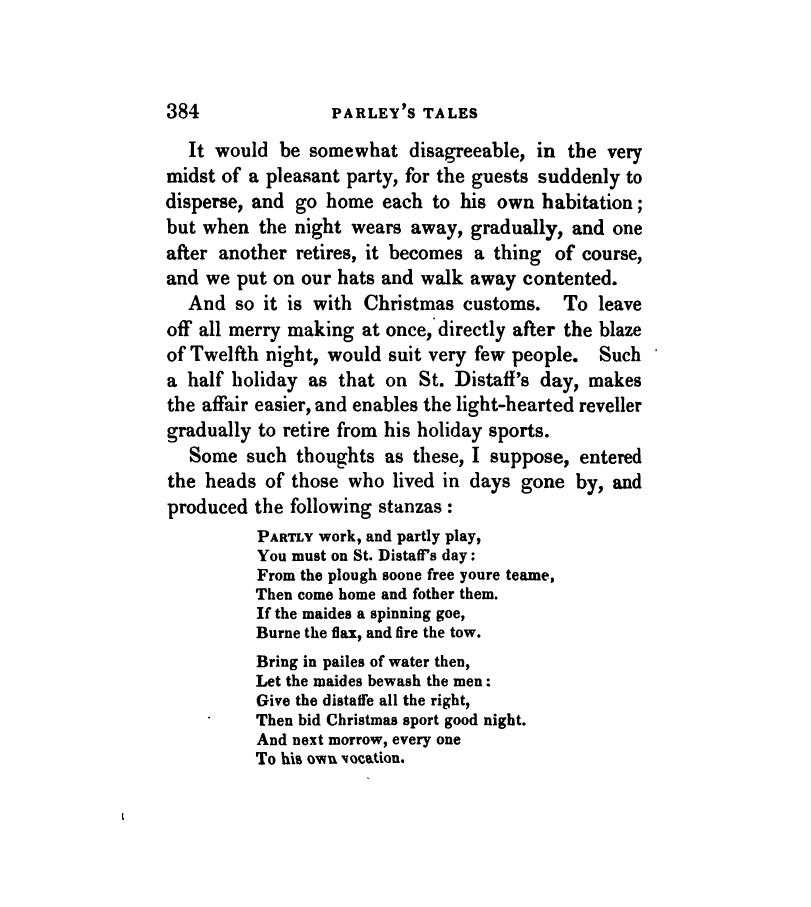 384 PARLEY'S TALES
It would be somewhat disagreeable, in the very
midst of a pleasant party, for the guests suddenly to
disperse, and go home each to his own habitation;
but when the night wears away, gradually, and one
after another retires, it becomes a thing of course,
and we put on our hats and walk away contented.
And so it is with Christmas customs. To leave
off all merry making at once, directly after the blaze
of Twelfth night, would suit very few people. Such
a half holiday as that on St. Distaff's day, makes
the affair easier, and enables the light-hearted reveller
gradually to retire from his holiday sports.
Some such thoughts as these, I suppose, entered
the heads of those who lived in days gone by, and
produced the following stanzas:
PARTLY work, and partly play,
You must on St. Distaff's day:
From the plough soone free youre teame,
Then come home and fother them.
If the maides a spinning goe,
Burne the flax, and fire the tow.
Bring in pailes of water then,
Let the maides bewash the men:
Give the distaffe all the right,
Then bid Christmas sport good night.
And next morrow, every one
To his own vocation.